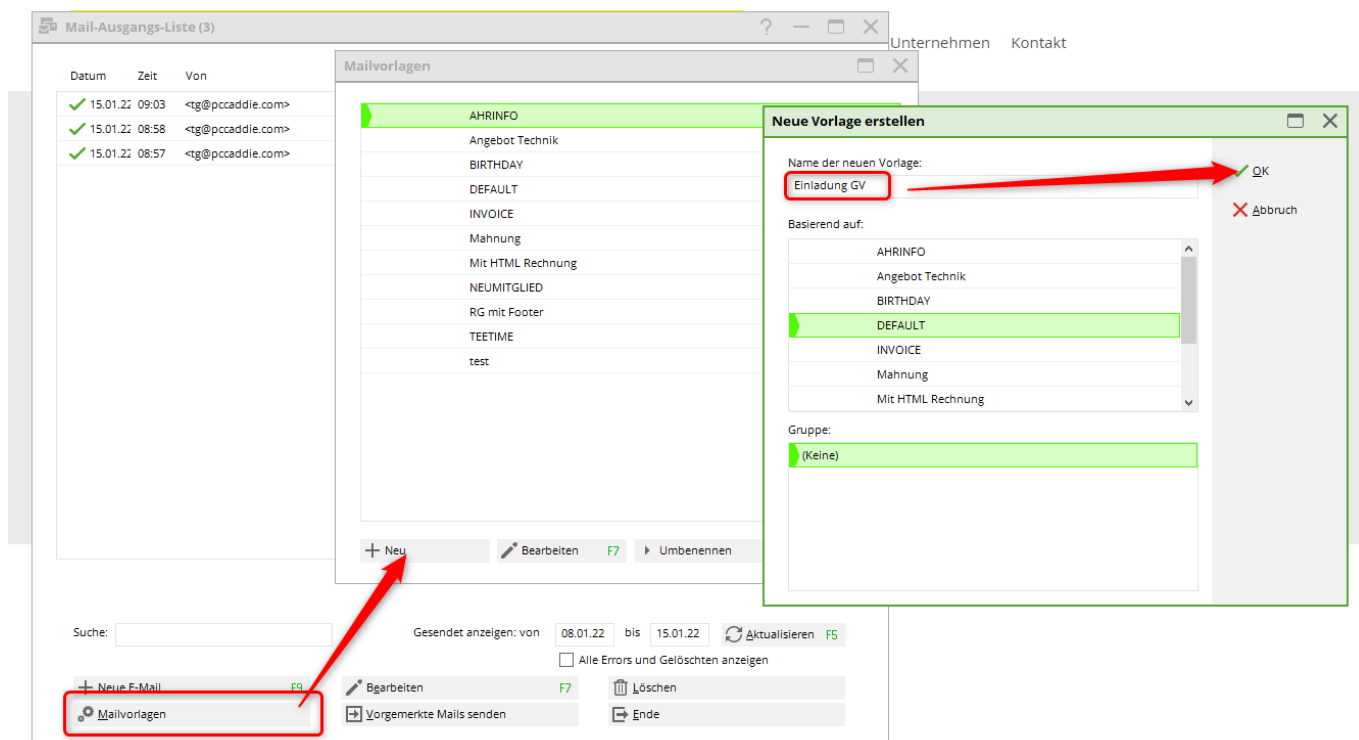 Mail-Ausgangs-Liste (3)
Unternehmen Kontakt
Datum Zeit Von
15.01.22 09:03 <tg@pccaddie.com>
15.01.22 08:58 <tg@pccaddie.com>
15.01.22 08:57 <tg@pccaddie.com>
Mailvorlagen
AHRINFO
Angebot Technik
BIRTHDAY
DEFAULT
INVOICE
Mahnung
Mit HTML Rechnung
NEUMITGLIED
RG mit Footer
TEETIME
test
Neu
Bearbeiten F7
Umbenennen
Neue Vorlage erstellen
Name der neuen Vorlage:
Einladung GV
OK
Abbruch
Basierend auf:
AHRINFO
Angebot Technik
BIRTHDAY
DEFAULT
INVOICE
Mahnung
Mit HTML Rechnung
Gruppe:
(Keine)
Suche:
Gesendet anzeigen: von 08.01.22 bis 15.01.22 Aktualisieren F5
Alle Errors und Gelöschten anzeigen
Neue E-Mail F9 Bearbeiten F7 Löschen
Mailvorlagen Vorgemerkte Mails senden Ende